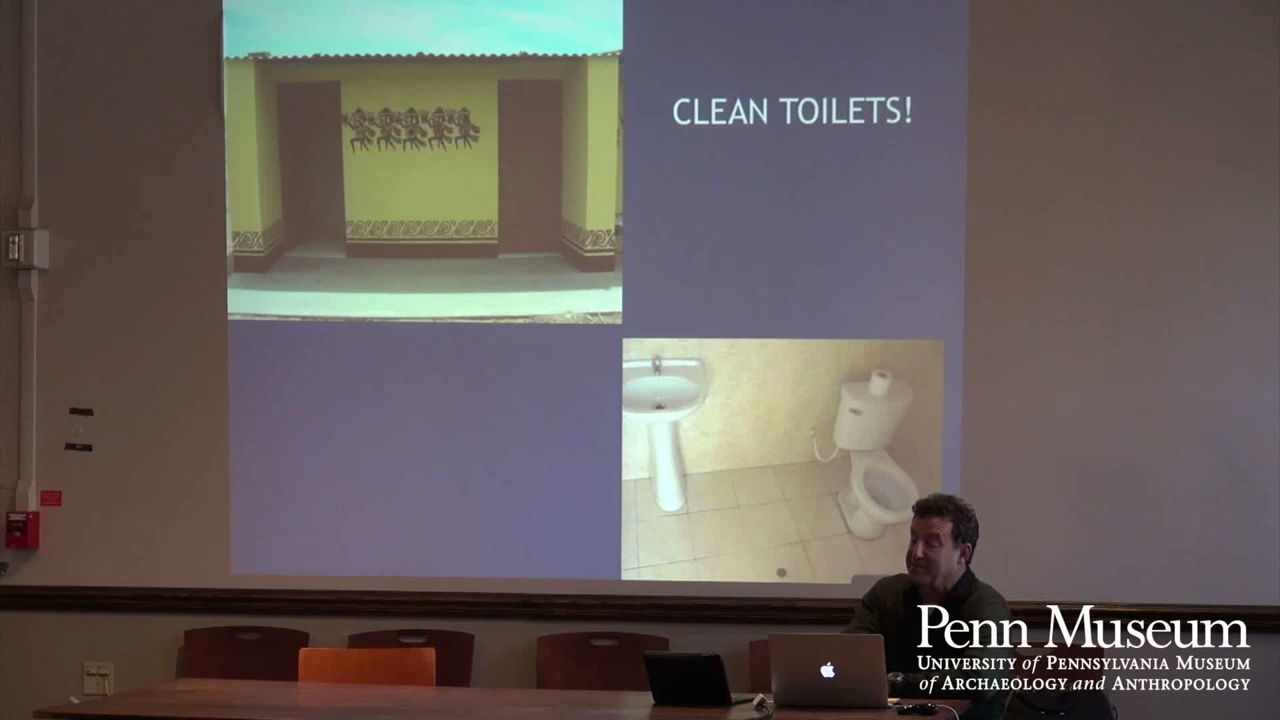 CLEAN TOILETS!
Penn Museum
UNIVERSITY of PENNSYLVANIA MUSEUM
of ARCHAEOLOGY and ANTHROPOLOGY